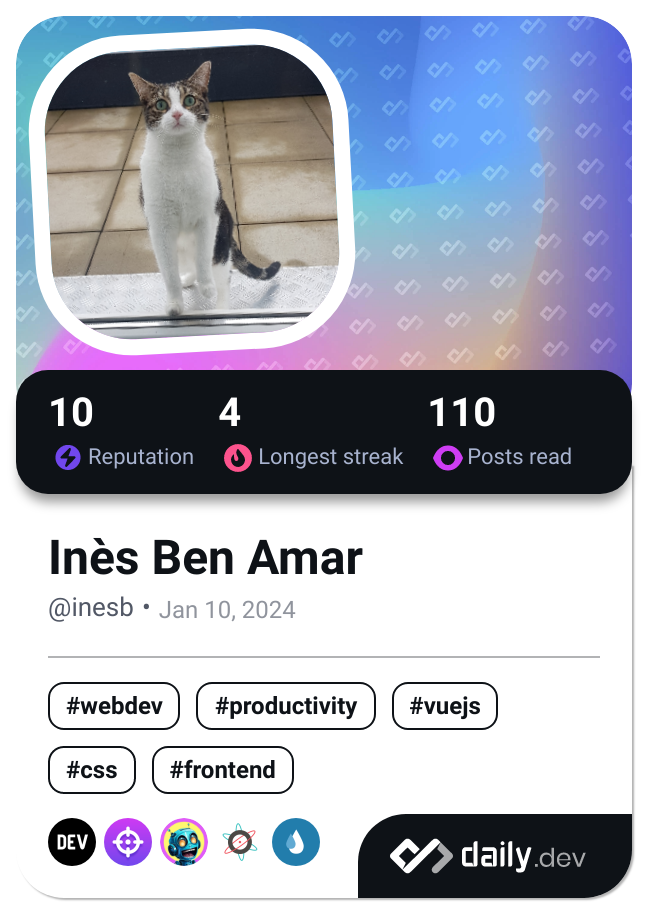 10 4 110
Reputation Longest streak Posts read
Inès Ben Amar
@inesb • Jan 10, 2024
#webdev #productivity #vuejs
#css #frontend
DEV
daily.dev